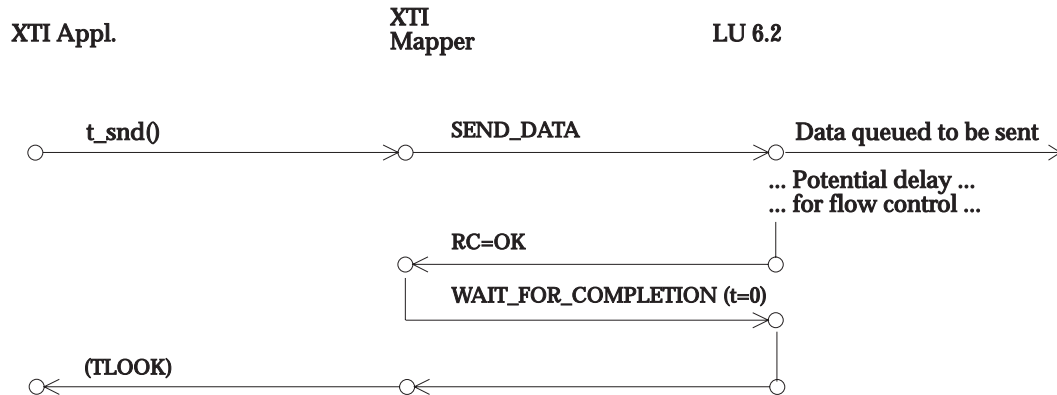 XTI Appl.
XTI
Mapper
LU 6.2
t_snd()
SEND_DATA
Data queued to be sent
... Potential delay ...
... for flow control ...
RC=OK
WAIT_FOR_COMPLETION (t=0)
(TLOOK)